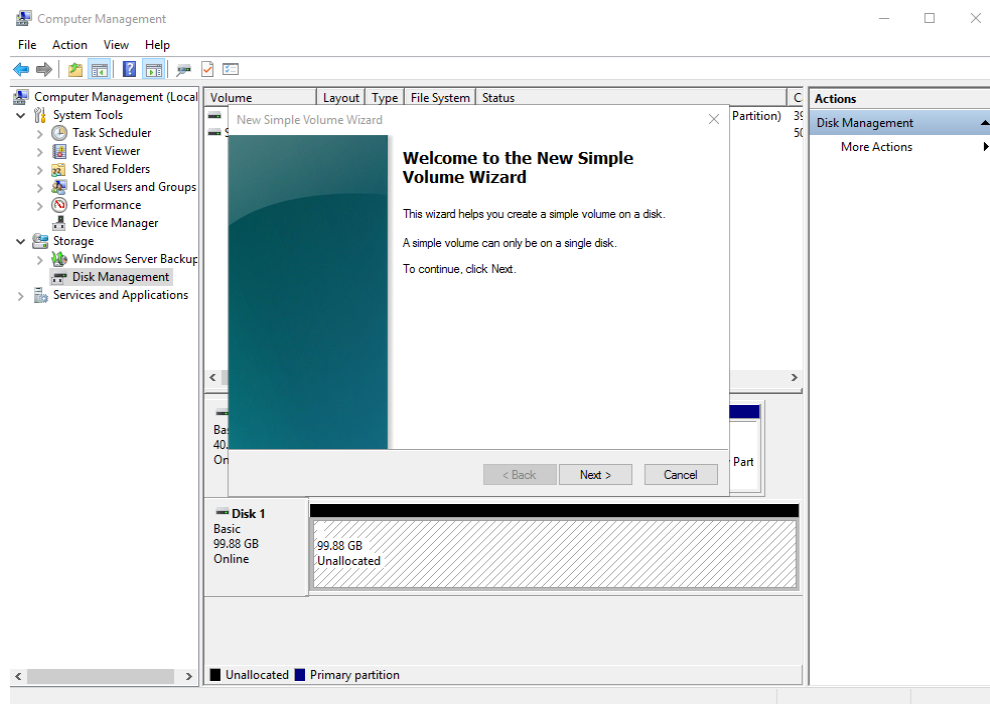 Computer Management
File Action View Help
Computer Management (Local
System Tools
Task Scheduler
Event Viewer
Shared Folders
Local Users and Groups
Performance
Device Manager
Storage
Windows Server Backup
Disk Management
Services and Applications
Volume Layout Type File System Status C
Partition) 39
S 50
New Simple Volume Wizard
Welcome to the New Simple
Volume Wizard
This wizard helps you create a simple volume on a disk.
A simple volume can only be on a single disk.
To continue, click Next.
< Back Next > Cancel
Bas
40.
On
Part
Disk 1
Basic
99.88 GB
Online
99.88 GB
Unallocated
Unallocated Primary partition
Actions
Disk Management
More Actions